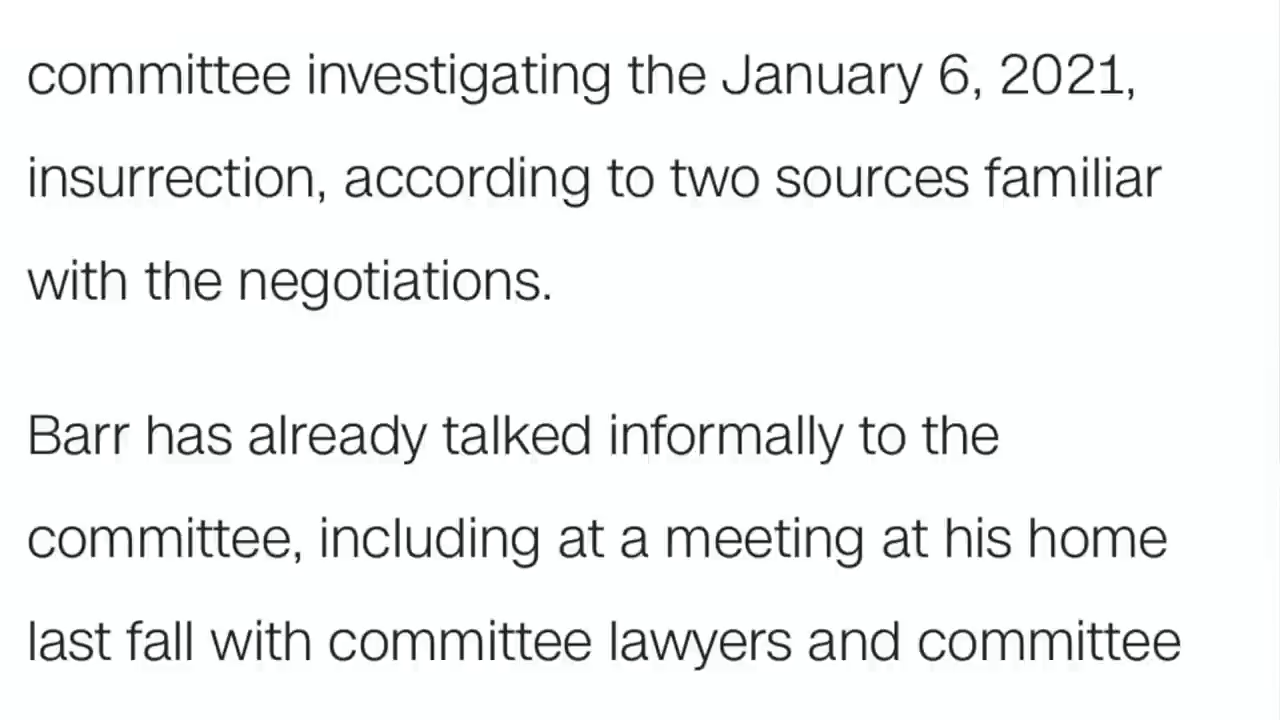 committee investigating the January 6, 2021,
insurrection, according to two sources familiar
with the negotiations.
Barr has already talked informally to the
committee, including at a meeting at his home
last fall with committee lawyers and committee